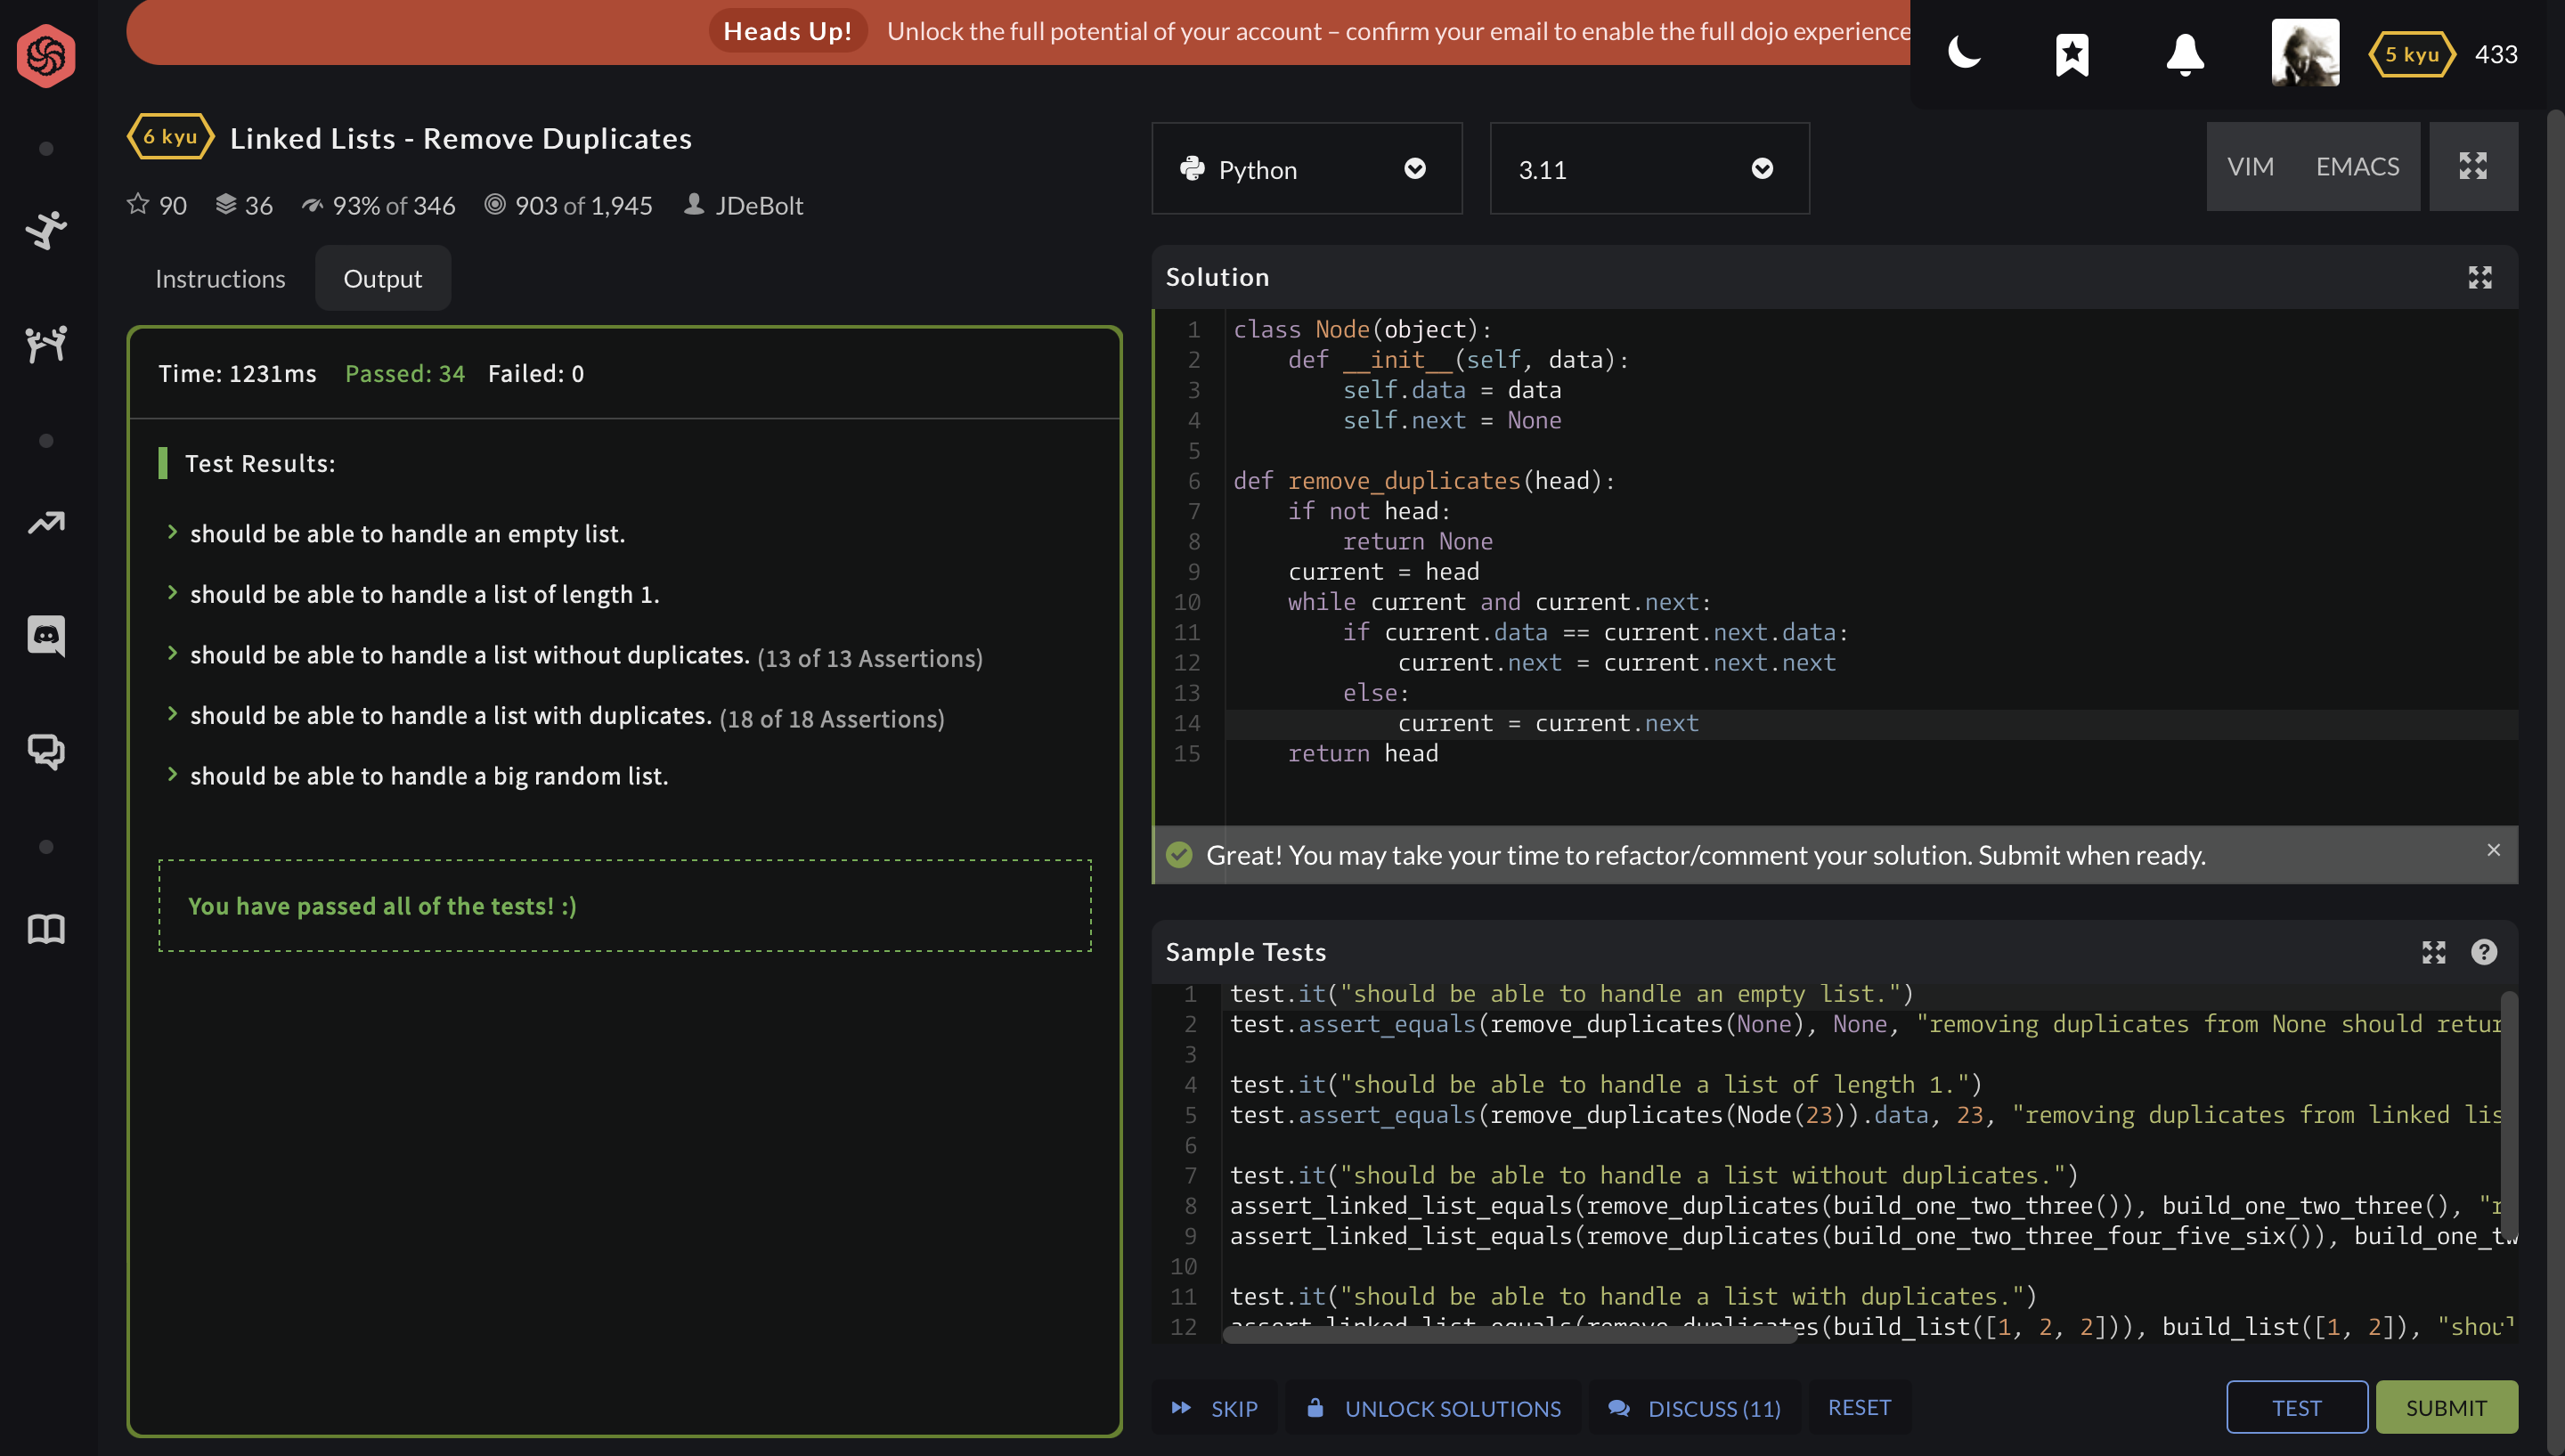 Heads Up! Unlock the full potential of your account – confirm your email to enable the full dojo experience
5 kyu 433
6 kyu Linked Lists - Remove Duplicates
90 36 93% of 346 903 of 1,945 JDeBolt
Instructions Output
Time: 1231ms Passed: 34 Failed: 0
Test Results:
should be able to handle an empty list.
should be able to handle a list of length 1.
should be able to handle a list without duplicates. (13 of 13 Assertions)
should be able to handle a list with duplicates. (18 of 18 Assertions)
should be able to handle a big random list.
You have passed all of the tests! :)
Python 3.11 VIM EMACS
Solution
1 class Node(object):
2     def __init__(self, data):
3         self.data = data
4         self.next = None
5
6 def remove_duplicates(head):
7     if not head:
8         return None
9     current = head
10     while current and current.next:
11         if current.data == current.next.data:
12             current.next = current.next.next
13         else:
14             current = current.next
15     return head
Great! You may take your time to refactor/comment your solution. Submit when ready.
Sample Tests
1 test.it("should be able to handle an empty list.")
2 test.assert_equals(remove_duplicates(None), None, "removing duplicates from None should retur
3
4 test.it("should be able to handle a list of length 1.")
5 test.assert_equals(remove_duplicates(Node(23)).data, 23, "removing duplicates from linked lis
6
7 test.it("should be able to handle a list without duplicates.")
8 assert_linked_list_equals(remove_duplicates(build_one_two_three()), build_one_two_three(), "r
9 assert_linked_list_equals(remove_duplicates(build_one_two_three_four_five_six()), build_one_tw
10
11 test.it("should be able to handle a list with duplicates.")
12 assert_linked_list_equals(remove_duplicates(build_list([1, 2, 2])), build_list([1, 2]), "shou
SKIP UNLOCK SOLUTIONS DISCUSS (11) RESET TEST SUBMIT